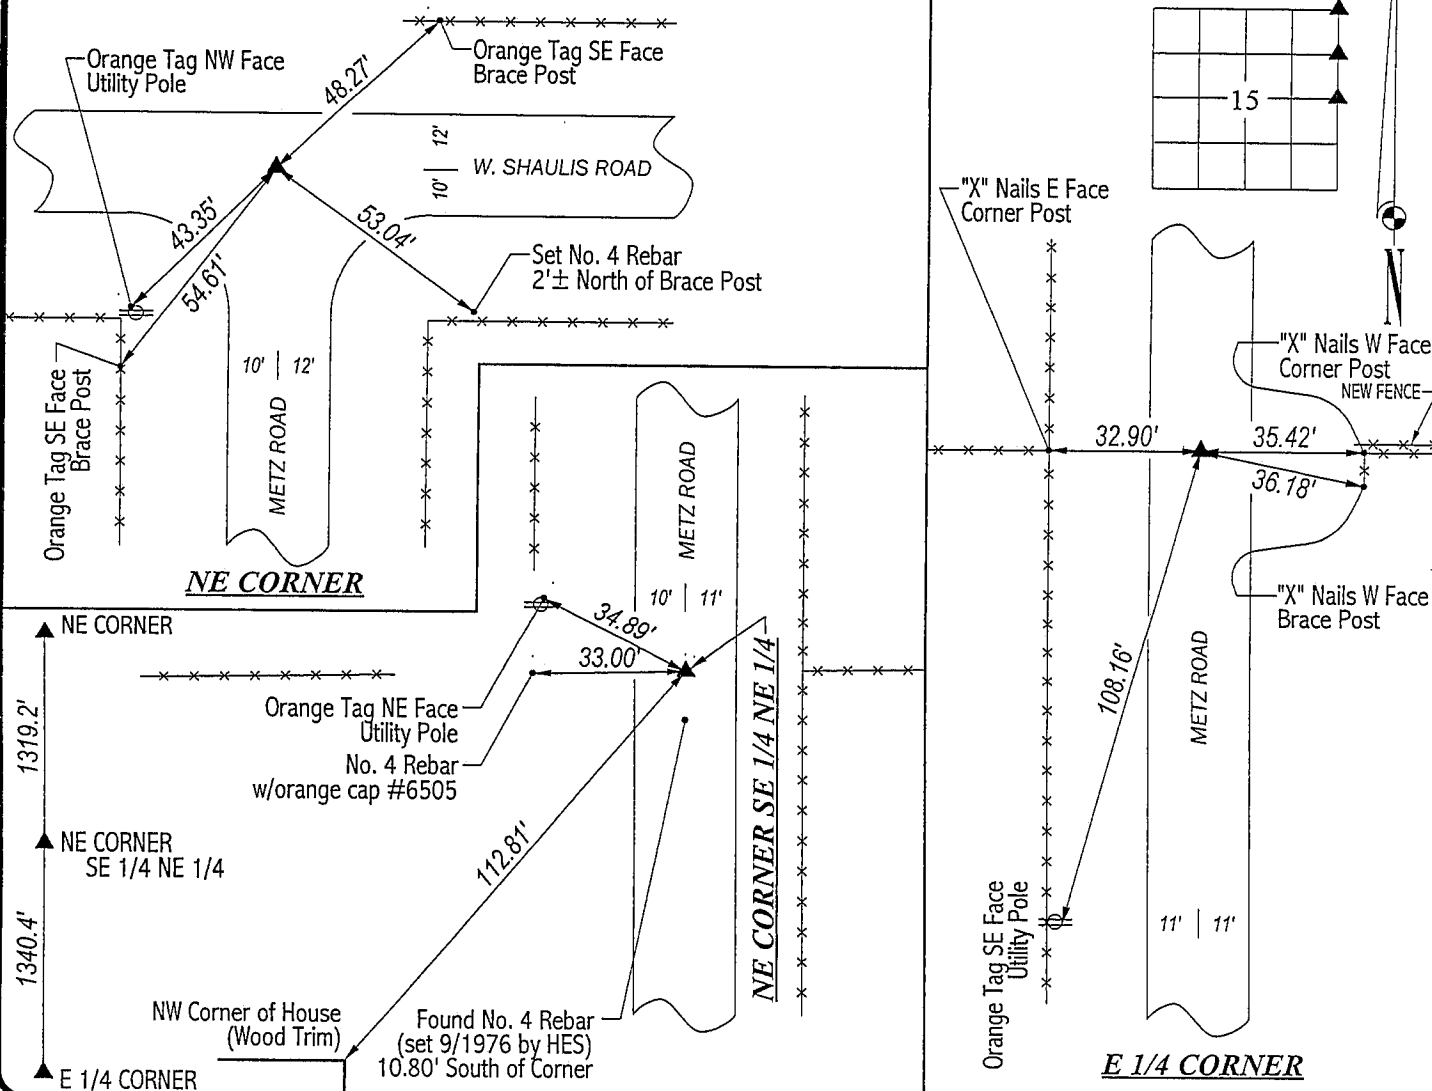 Orange Tag NW Face
Utility Pole
48.27'
Orange Tag SE Face
Brace Post
12'
10'
W. SHAULIS ROAD
43.35'
54.61'
53.04'
Set No. 4 Rebar
2'± North of Brace Post
10' | 12'
METZ ROAD
Orange Tag SE Face
Brace Post
NE CORNER
NE CORNER
1319.2'
NE CORNER
SE 1/4 NE 1/4
1340.4'
E 1/4 CORNER
METZ ROAD
10' | 11'
34.89'
33.00'
Orange Tag NE Face
Utility Pole
No. 4 Rebar
w/orange cap #6505
112.81'
NW Corner of House
(Wood Trim)
Found No. 4 Rebar
(set 9/1976 by HES)
10.80' South of Corner
NE CORNER SE 1/4 NE 1/4
15
N
"X" Nails E Face
Corner Post
"X" Nails W Face
Corner Post
NEW FENCE
32.90'
35.42'
36.18'
"X" Nails W Face
Brace Post
108.16'
METZ ROAD
Orange Tag SE Face
Utility Pole
11' | 11'
E 1/4 CORNER